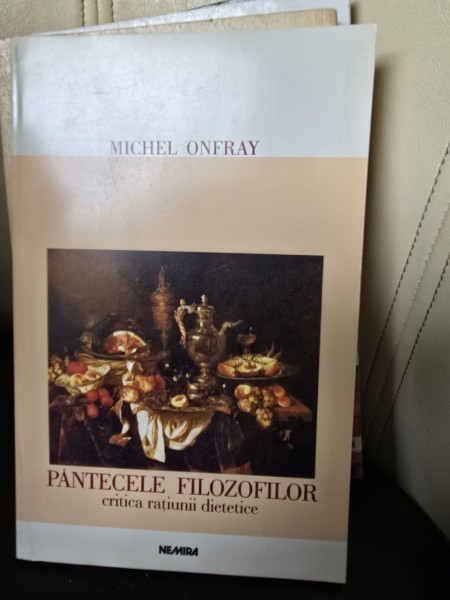 MICHEL ONFRAY
PÂNTECELE FILOZOFILOR
critica rațiunii dietetice
NEMIRA